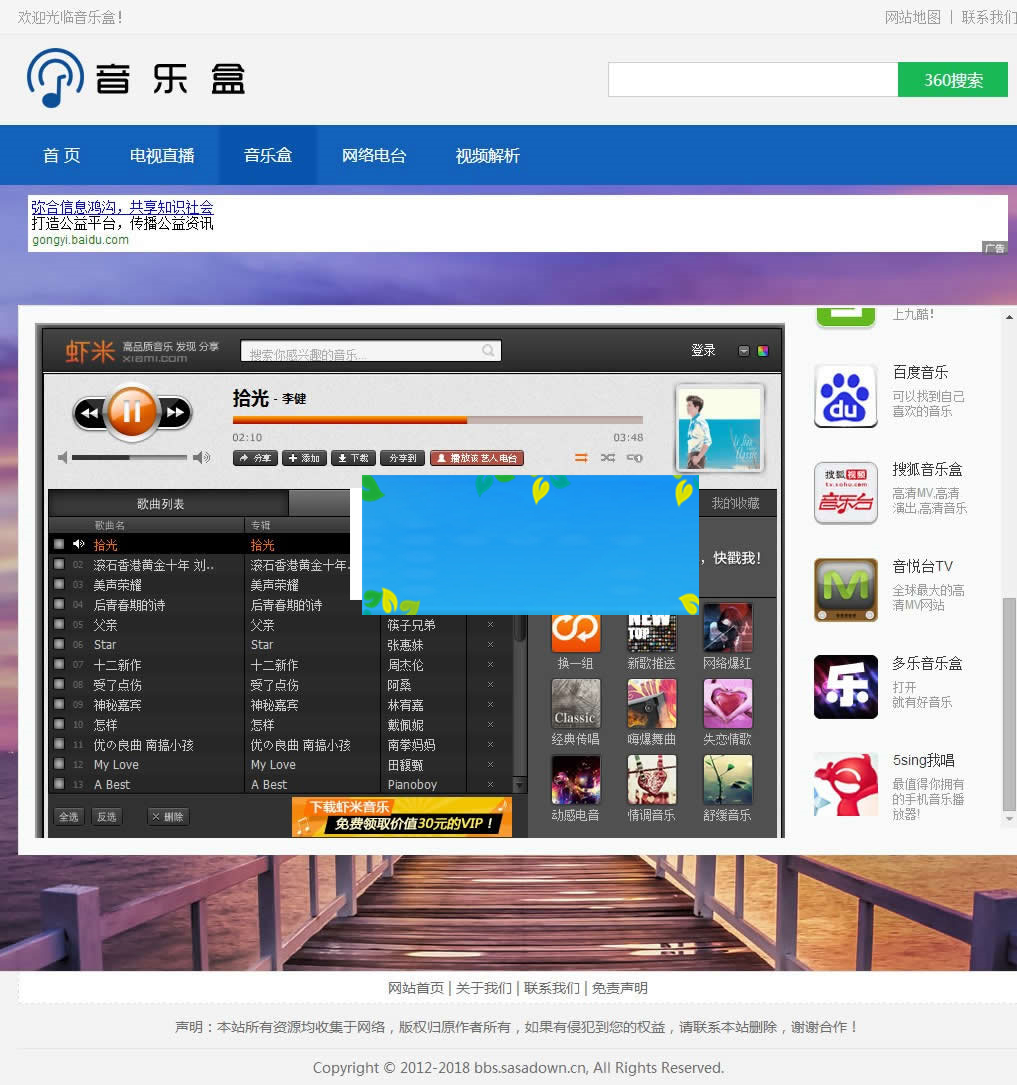 欢迎光临音乐盒!
网站地图 | 联系我们
音乐盒
360搜索
首 页 电视直播 音乐盒 网络电台 视频解析
弥合信息鸿沟，共享知识社会
打造公益平台，传播公益资讯
gongyi.baidu.com
广告
虾米 高品质音乐 发现 分享
xiami.com
搜索你感兴趣的音乐...
登录
拾光 - 李健
02:10 03:48
分享 添加 下载 分享到 播放该艺人电台
歌曲列表
我的收藏
歌曲名 专辑
拾光 拾光
02 滚石香港黄金十年 刘.. 滚石香港黄金十年.
，快戳我!
03 美声荣耀 美声荣耀
04 后青春期的诗 后青春期的诗
05 父亲 父亲 筷子兄弟 ×
06 Star Star 张惠妹 ×
07 十二新作 十二新作 周杰伦 ×
08 受了点伤 受了点伤 阿桑 ×
09 神秘嘉宾 神秘嘉宾 林宥嘉 ×
10 怎样 怎样 戴佩妮 ×
11 优の良曲 南搞小孩 优の良曲 南搞小孩 南拳妈妈 ×
12 My Love My Love 田馥甄 ×
13 A Best A Best Pianoboy ×
NEW
TOP
换一组 新歌推送 网络爆红
Classic
经典传唱 嗨爆舞曲 失恋情歌
动感电音 情调音乐 舒缓音乐
全选 反选 × 删除
下载虾米音乐
免费领取价值30元的VIP！
上九酷!
du
百度音乐
可以找到自己
喜欢的音乐
搜狐视频
tv.sohu.com
音乐台
搜狐音乐盒
高清MV,高清
演出,高清音乐
音悦台TV
全球最大的高
清MV网站
乐
多乐音乐盒
打开
就有好音乐
5sing我唱
最值得你拥有
的手机音乐播
放器!
网站首页 | 关于我们 | 联系我们 | 免责声明
声明：本站所有资源均收集于网络，版权归原作者所有，如果有侵犯到您的权益，请联系本站删除，谢谢合作！
Copyright © 2012-2018 bbs.sasadown.cn, All Rights Reserved.